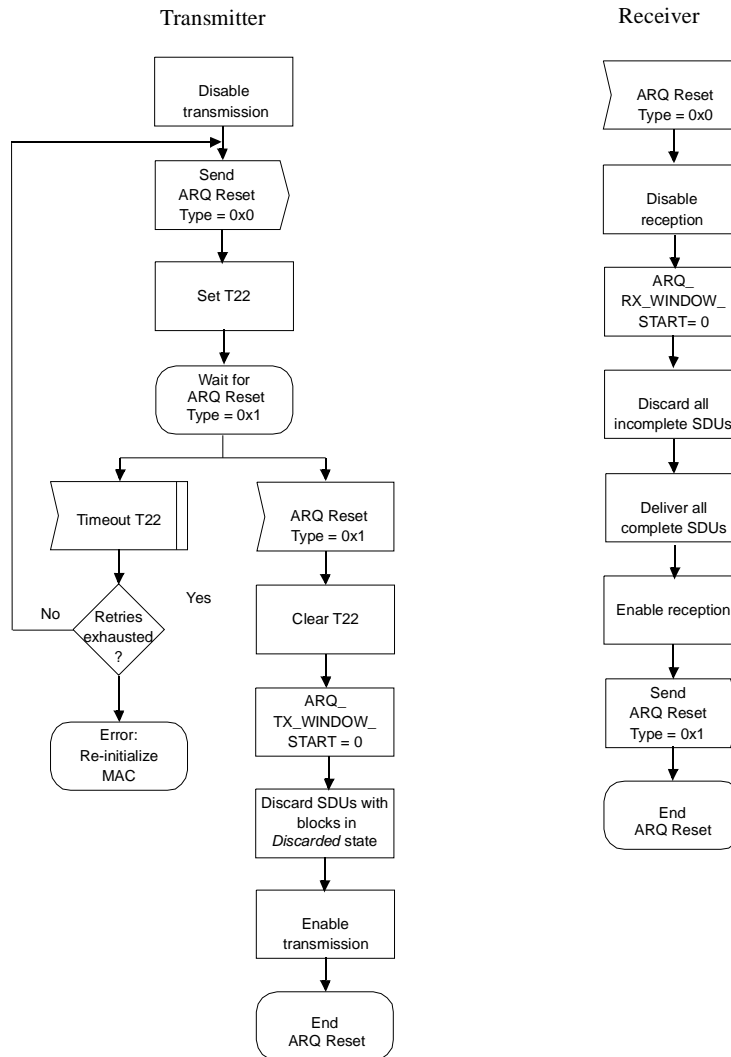 Transmitter
Disable
transmission
Send
ARQ Reset
Type = 0x0
Set T22
Wait for
ARQ Reset
Type = 0x1
Timeout T22
No
Retries
exhausted
?
Yes
Error:
Re-initialize
MAC
ARQ Reset
Type = 0x1
Clear T22
ARQ_
TX_WINDOW_
START = 0
Discard SDUs with
blocks in
Discarded state
Enable
transmission
End
ARQ Reset
Receiver
ARQ Reset
Type = 0x0
Disable
reception
ARQ_
RX_WINDOW_
START= 0
Discard all
incomplete SDUs
Deliver all
complete SDUs
Enable reception
Send
ARQ Reset
Type = 0x1
End
ARQ Reset